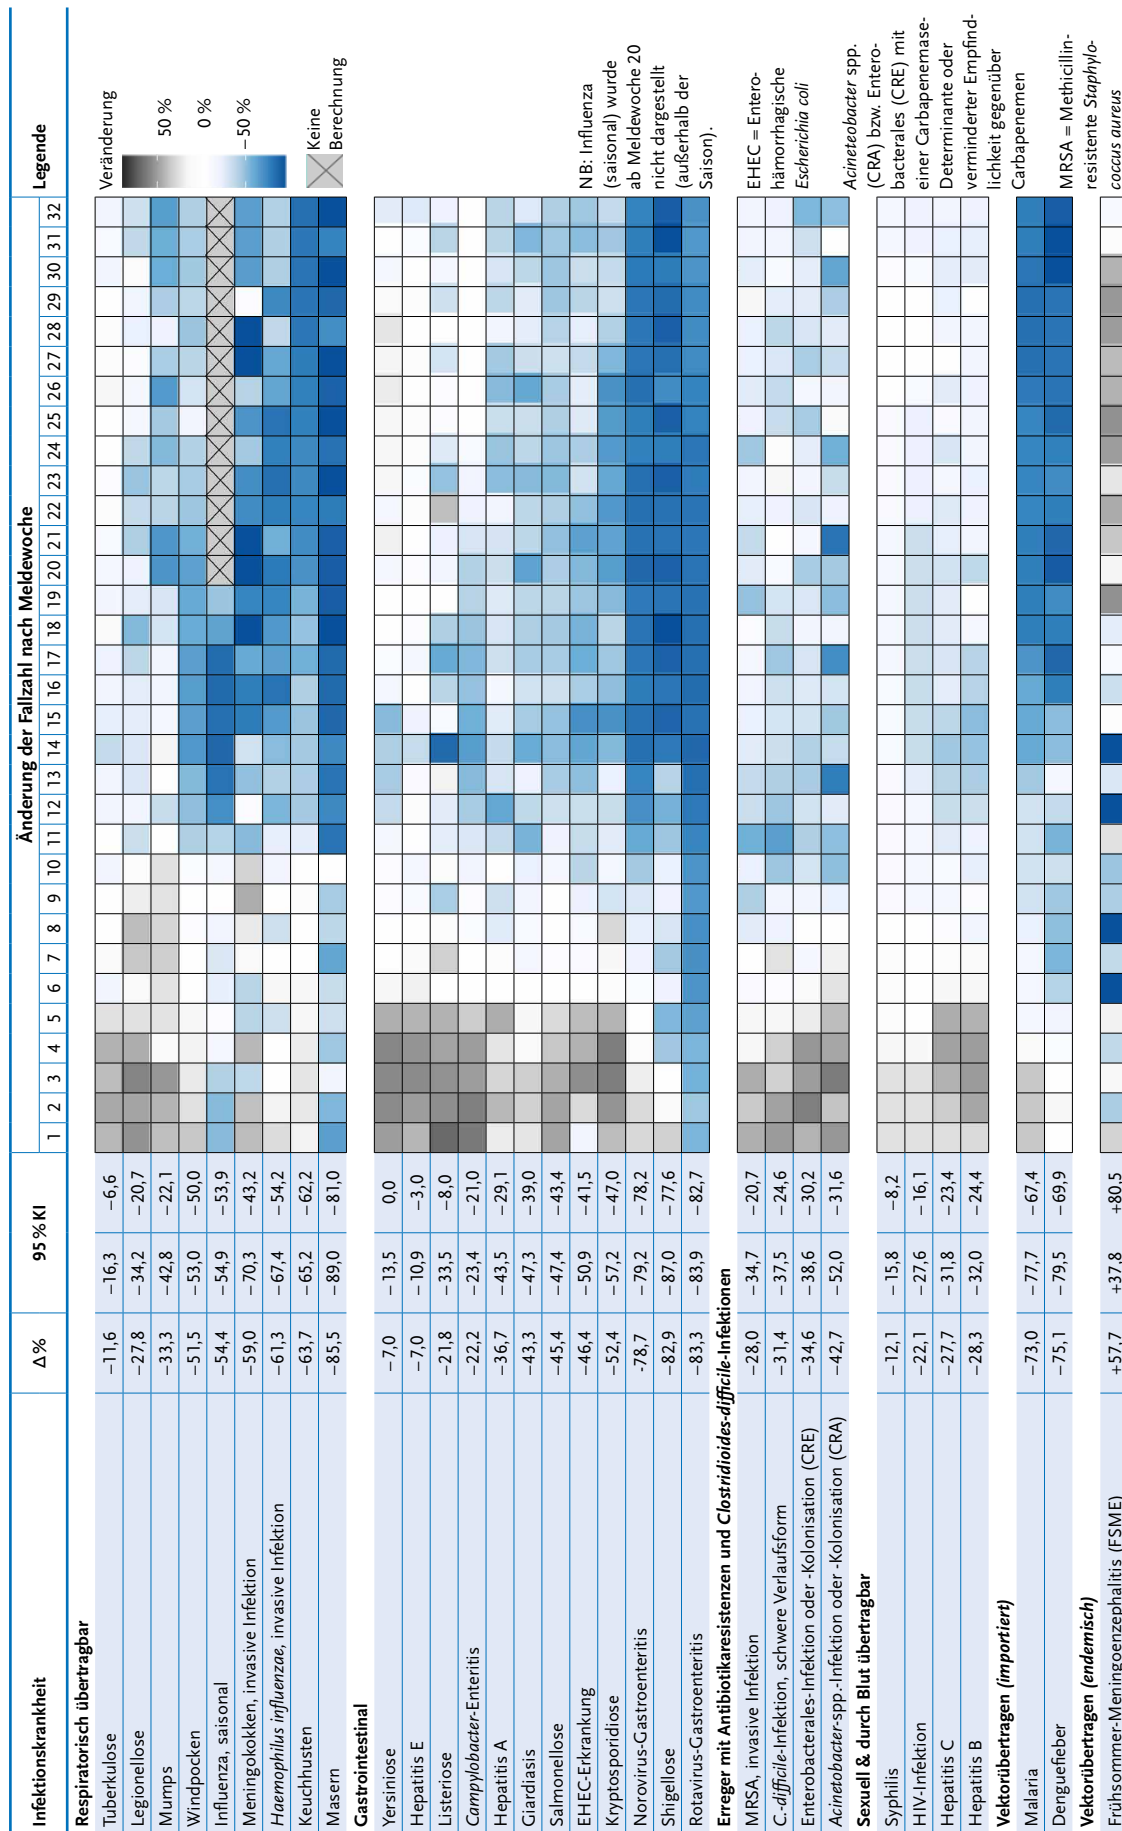 Infektionskrankheit Δ% 95 % KI Änderung der Fallzahl nach Meldewoche Legende
1 2 3 4 5 6 7 8 9 10 11 12 13 14 15 16 17 18 19 20 21 22 23 24 25 26 27 28 29 30 31 32
Respiratorisch übertragbar
Tuberkulose −11,6 −16,3 −6,6
Legionellose −27,8 −34,2 −20,7
Mumps −33,3 −42,8 −22,1
Windpocken −51,5 −53,0 −50,0
Influenza, saisonal −54,4 −54,9 −53,9
Meningokokken, invasive Infektion −59,0 −70,3 −43,2
Haemophilus influenzae, invasive Infektion −61,3 −67,4 −54,2
Keuchhusten −63,7 −65,2 −62,2
Masern −85,5 −89,0 −81,0
Gastrointestinal
Yersiniose −7,0 −13,5 0,0
Hepatitis E −7,0 −10,9 −3,0
Listeriose −21,8 −33,5 −8,0
Campylobacter-Enteritis −22,2 −23,4 −21,0
Hepatitis A −36,7 −43,5 −29,1
Giardiasis −43,3 −47,3 −39,0
Salmonellose −45,4 −47,4 −43,4
EHEC-Erkrankung −46,4 −50,9 −41,5
Kryptosporidiose −52,4 −57,2 −47,0
Norovirus-Gastroenteritis -78,7 −79,2 −78,2
Shigellose −82,9 −87,0 −77,6
Rotavirus-Gastroenteritis −83,3 −83,9 −82,7
Erreger mit Antibiotikaresistenzen und Clostridioides-difficile-Infektionen
MRSA, invasive Infektion −28,0 −34,7 −20,7
C.-difficile-Infektion, schwere Verlaufsform −31,4 −37,5 −24,6
Enterobacterales-Infektion oder -Kolonisation (CRE) −34,6 −38,6 −30,2
Acinetobacter-spp.-Infektion oder -Kolonisation (CRA) −42,7 −52,0 −31,6
Sexuell & durch Blut übertragbar
Syphilis −12,1 −15,8 −8,2
HIV-Infektion −22,1 −27,6 −16,1
Hepatitis C −27,7 −31,8 −23,4
Hepatitis B −28,3 −32,0 −24,4
Vektorübertragen (importiert)
Malaria −73,0 −77,7 −67,4
Denguefieber −75,1 −79,5 −69,9
Vektorübertragen (endemisch)
Frühsommer-Meningoenzephalitis (FSME) +57,7 +37,8 +80,5
Veränderung
50 %
0 %
−50 %
Keine
Berechnung
NB: Influenza
(saisonal) wurde
ab Meldewoche 20
nicht dargestellt
(außerhalb der
Saison).
EHEC = Entero-
hämorrhagische
Escherichia coli
Acineteobacter spp.
(CRA) bzw. Entero-
bacterales (CRE) mit
einer Carbapenemase-
Determinante oder
verminderter Empfind-
lichkeit gegenüber
Carbapenemen
MRSA = Methicillin-
resistente Staphylo-
coccus aureus